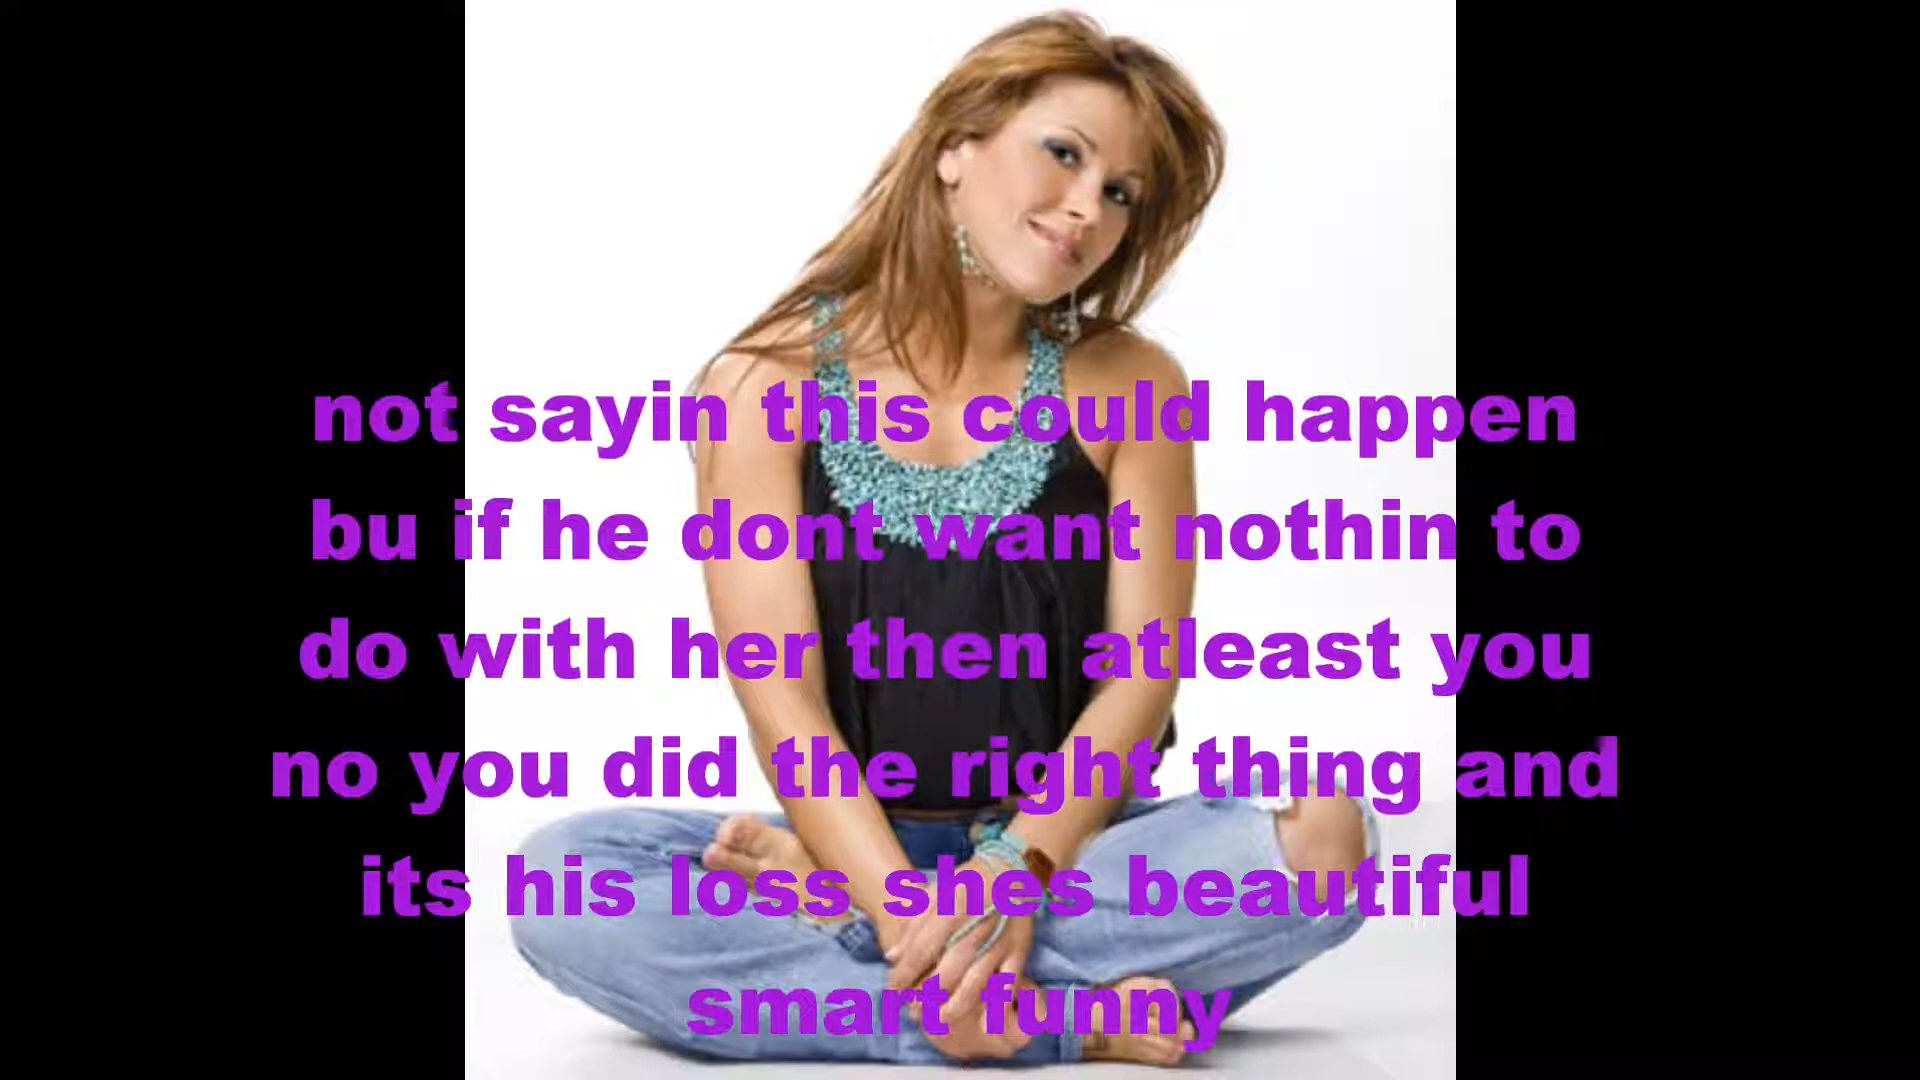 not sayin this could happen
bu if he dont want nothin to
do with her then atleast you
no you did the right thing and
its his loss shes beautiful
smart funny